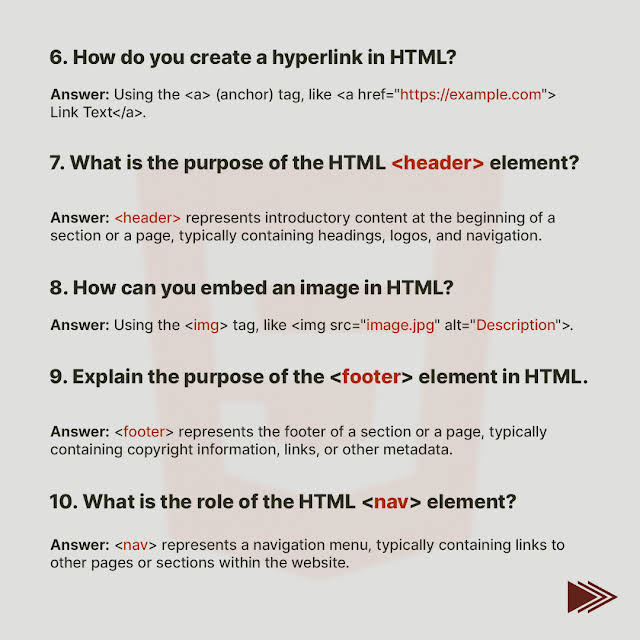 6. How do you create a hyperlink in HTML?
Answer: Using the <a> (anchor) tag, like <a href="https://example.com">
Link Text</a>.
7. What is the purpose of the HTML <header> element?
Answer: <header> represents introductory content at the beginning of a
section or a page, typically containing headings, logos, and navigation.
8. How can you embed an image in HTML?
Answer: Using the <img> tag, like <img src="image.jpg" alt="Description">.
9. Explain the purpose of the <footer> element in HTML.
Answer: <footer> represents the footer of a section or a page, typically
containing copyright information, links, or other metadata.
10. What is the role of the HTML <nav> element?
Answer: <nav> represents a navigation menu, typically containing links to
other pages or sections within the website.